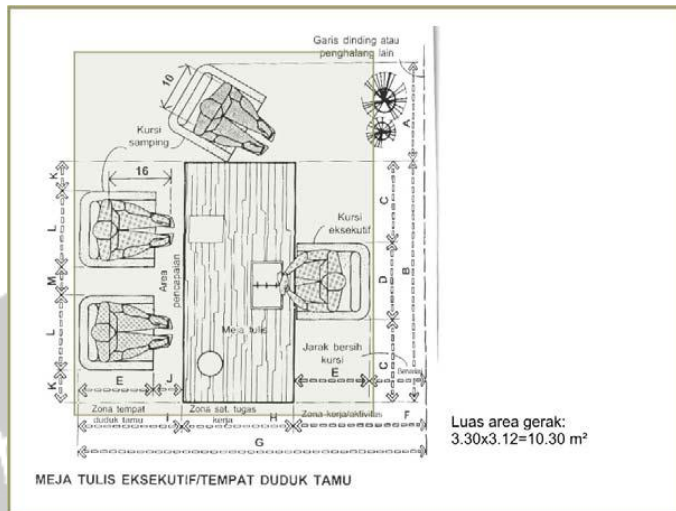 Garis dinding atau
penghalang lain
10
A
Kursi
samping
K
16
C
L
Kursi
eksekutif
Area
pencapaian
B
M
D
Meja tulis
L
Jarak bersih
kursi
C
K
E
J
E
Zona tempat
duduk tamu
I
Zona sat. tugas
kerja
H
Zona kerja/aktivitas
F
G
Luas area gerak:
3.30x3.12=10.30 m²
MEJA TULIS EKSEKUTIF/TEMPAT DUDUK TAMU